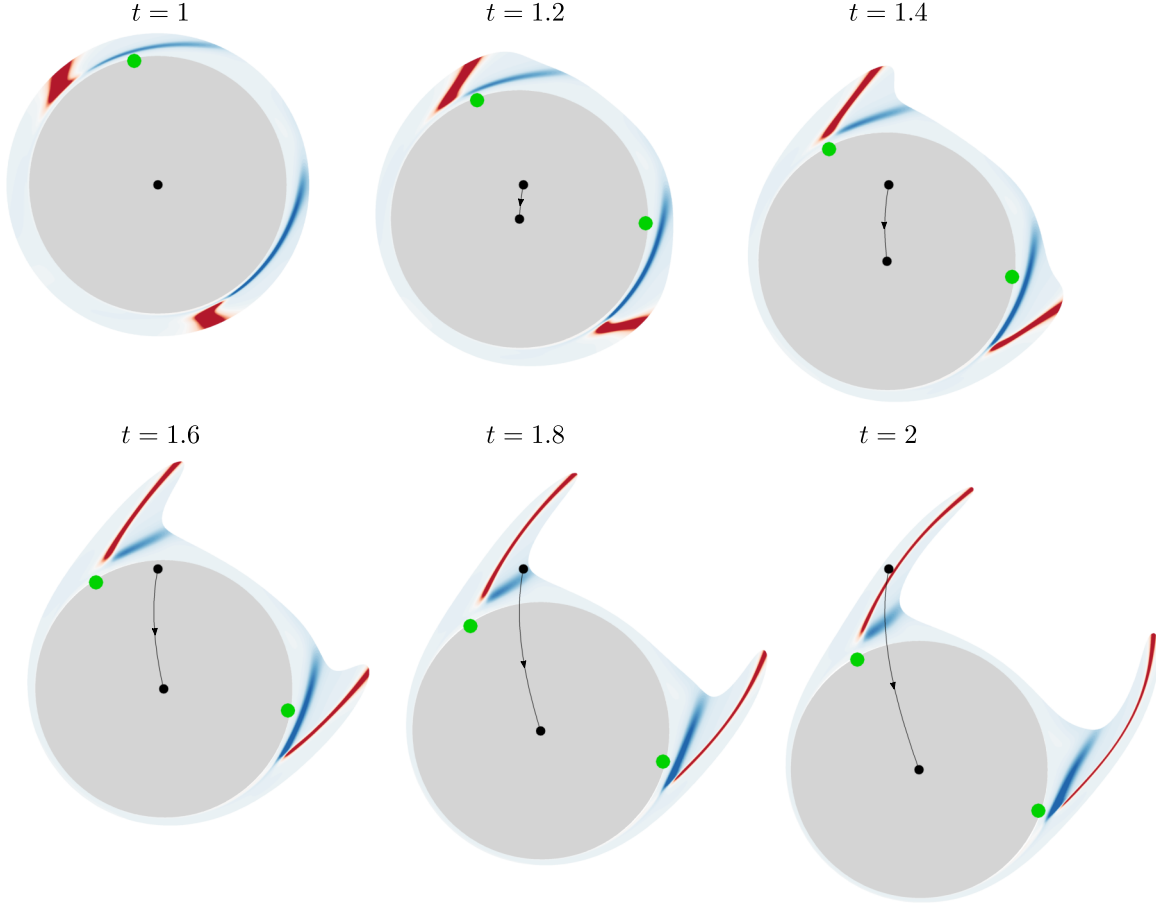 t = 1
t = 1.2
t = 1.4
t = 1.6
t = 1.8
t = 2